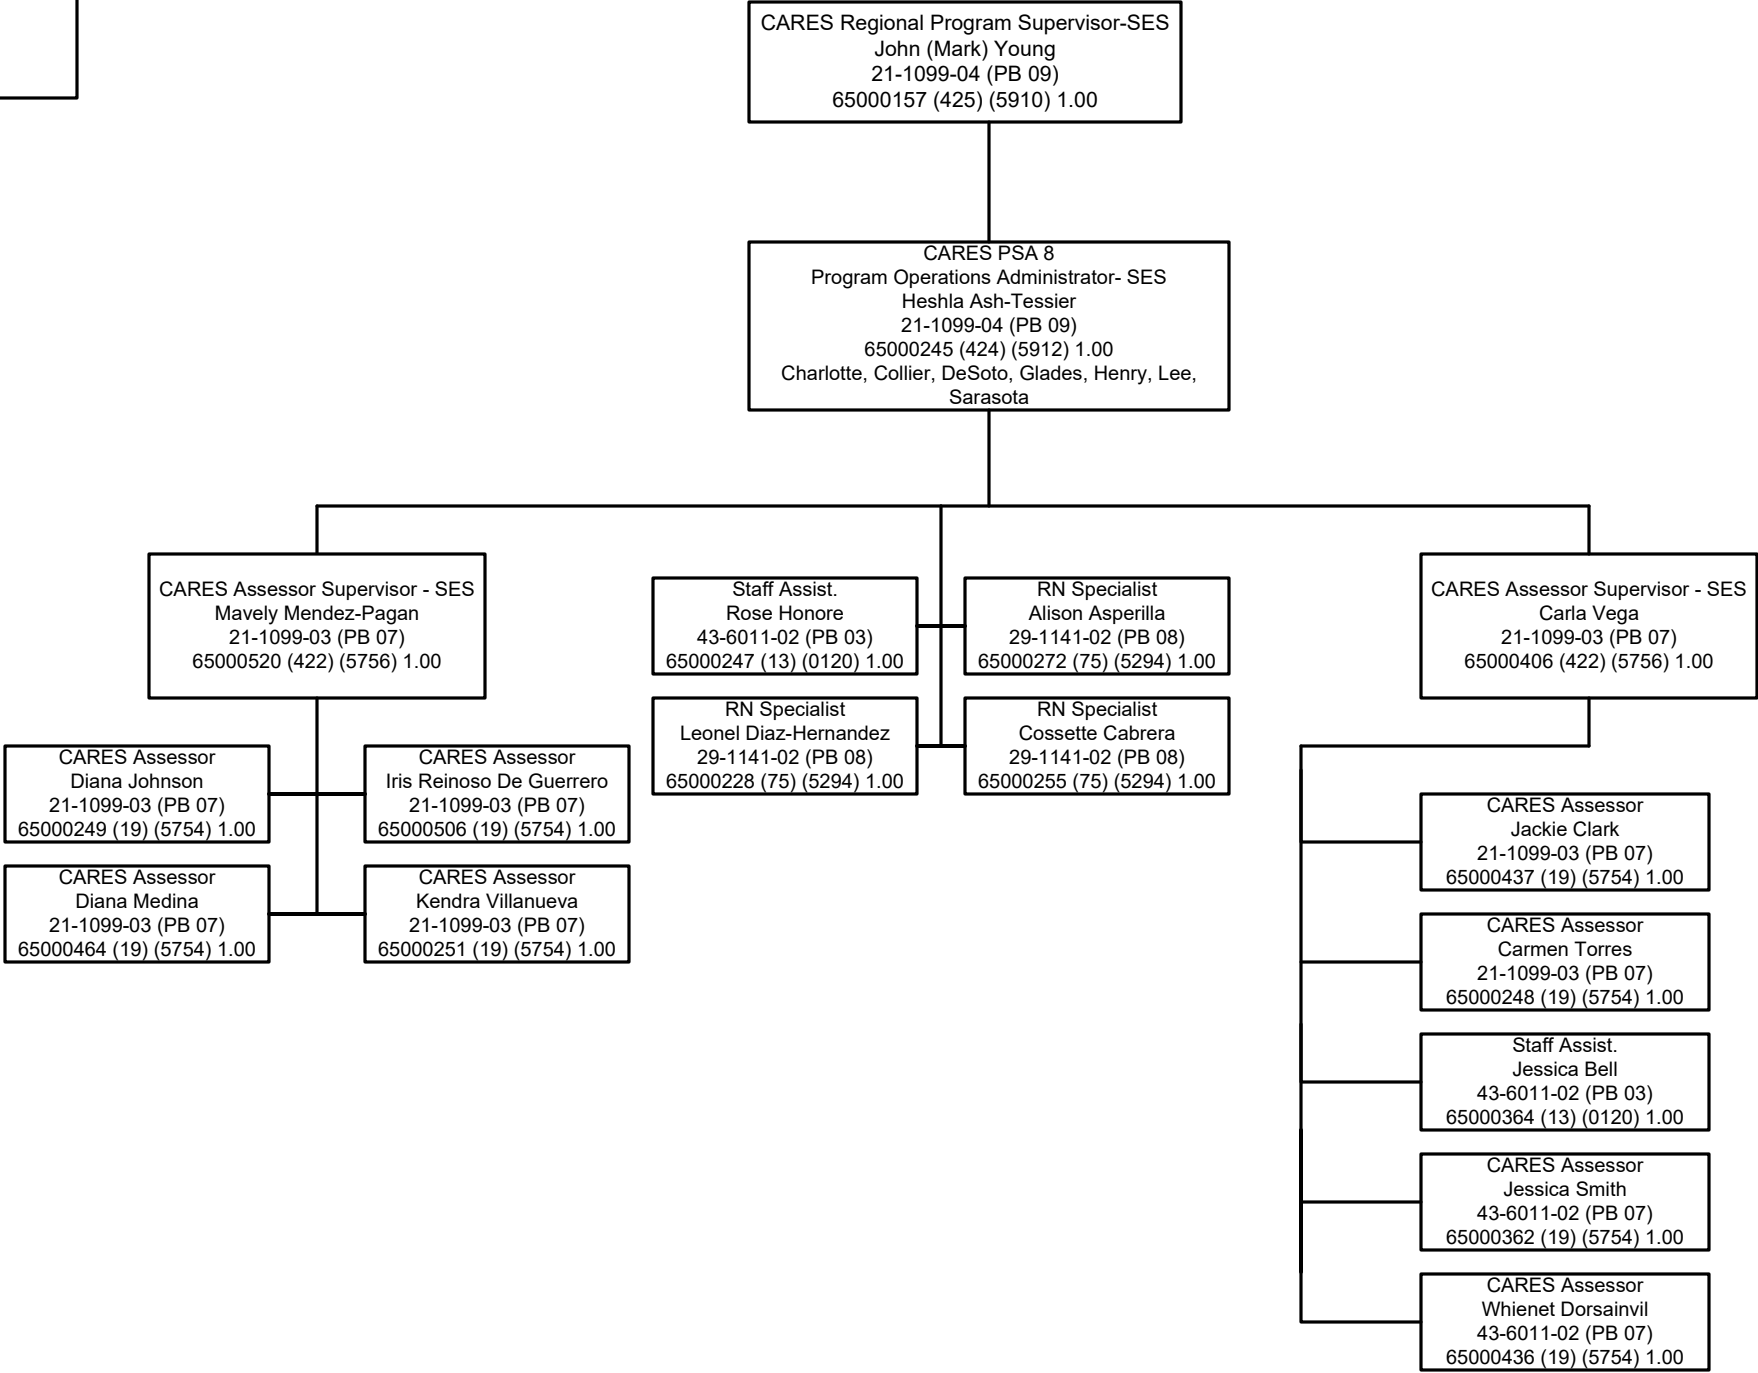 CARES Regional Program Supervisor-SES
John (Mark) Young
21-1099-04 (PB 09)
65000157 (425) (5910) 1.00
CARES PSA 8
Program Operations Administrator- SES
Heshla Ash-Tessier
21-1099-04 (PB 09)
65000245 (424) (5912) 1.00
Charlotte, Collier, DeSoto, Glades, Henry, Lee,
Sarasota
CARES Assessor Supervisor - SES
Mavely Mendez-Pagan
21-1099-03 (PB 07)
65000520 (422) (5756) 1.00
CARES Assessor
Diana Johnson
21-1099-03 (PB 07)
65000249 (19) (5754) 1.00
CARES Assessor
Iris Reinoso De Guerrero
21-1099-03 (PB 07)
65000506 (19) (5754) 1.00
CARES Assessor
Diana Medina
21-1099-03 (PB 07)
65000464 (19) (5754) 1.00
CARES Assessor
Kendra Villanueva
21-1099-03 (PB 07)
65000251 (19) (5754) 1.00
Staff Assist.
Rose Honore
43-6011-02 (PB 03)
65000247 (13) (0120) 1.00
RN Specialist
Alison Asperilla
29-1141-02 (PB 08)
65000272 (75) (5294) 1.00
RN Specialist
Leonel Diaz-Hernandez
29-1141-02 (PB 08)
65000228 (75) (5294) 1.00
RN Specialist
Cossette Cabrera
29-1141-02 (PB 08)
65000255 (75) (5294) 1.00
CARES Assessor Supervisor - SES
Carla Vega
21-1099-03 (PB 07)
65000406 (422) (5756) 1.00
CARES Assessor
Jackie Clark
21-1099-03 (PB 07)
65000437 (19) (5754) 1.00
CARES Assessor
Carmen Torres
21-1099-03 (PB 07)
65000248 (19) (5754) 1.00
Staff Assist.
Jessica Bell
43-6011-02 (PB 03)
65000364 (13) (0120) 1.00
CARES Assessor
Jessica Smith
43-6011-02 (PB 07)
65000362 (19) (5754) 1.00
CARES Assessor
Whienet Dorsainvil
43-6011-02 (PB 07)
65000436 (19) (5754) 1.00